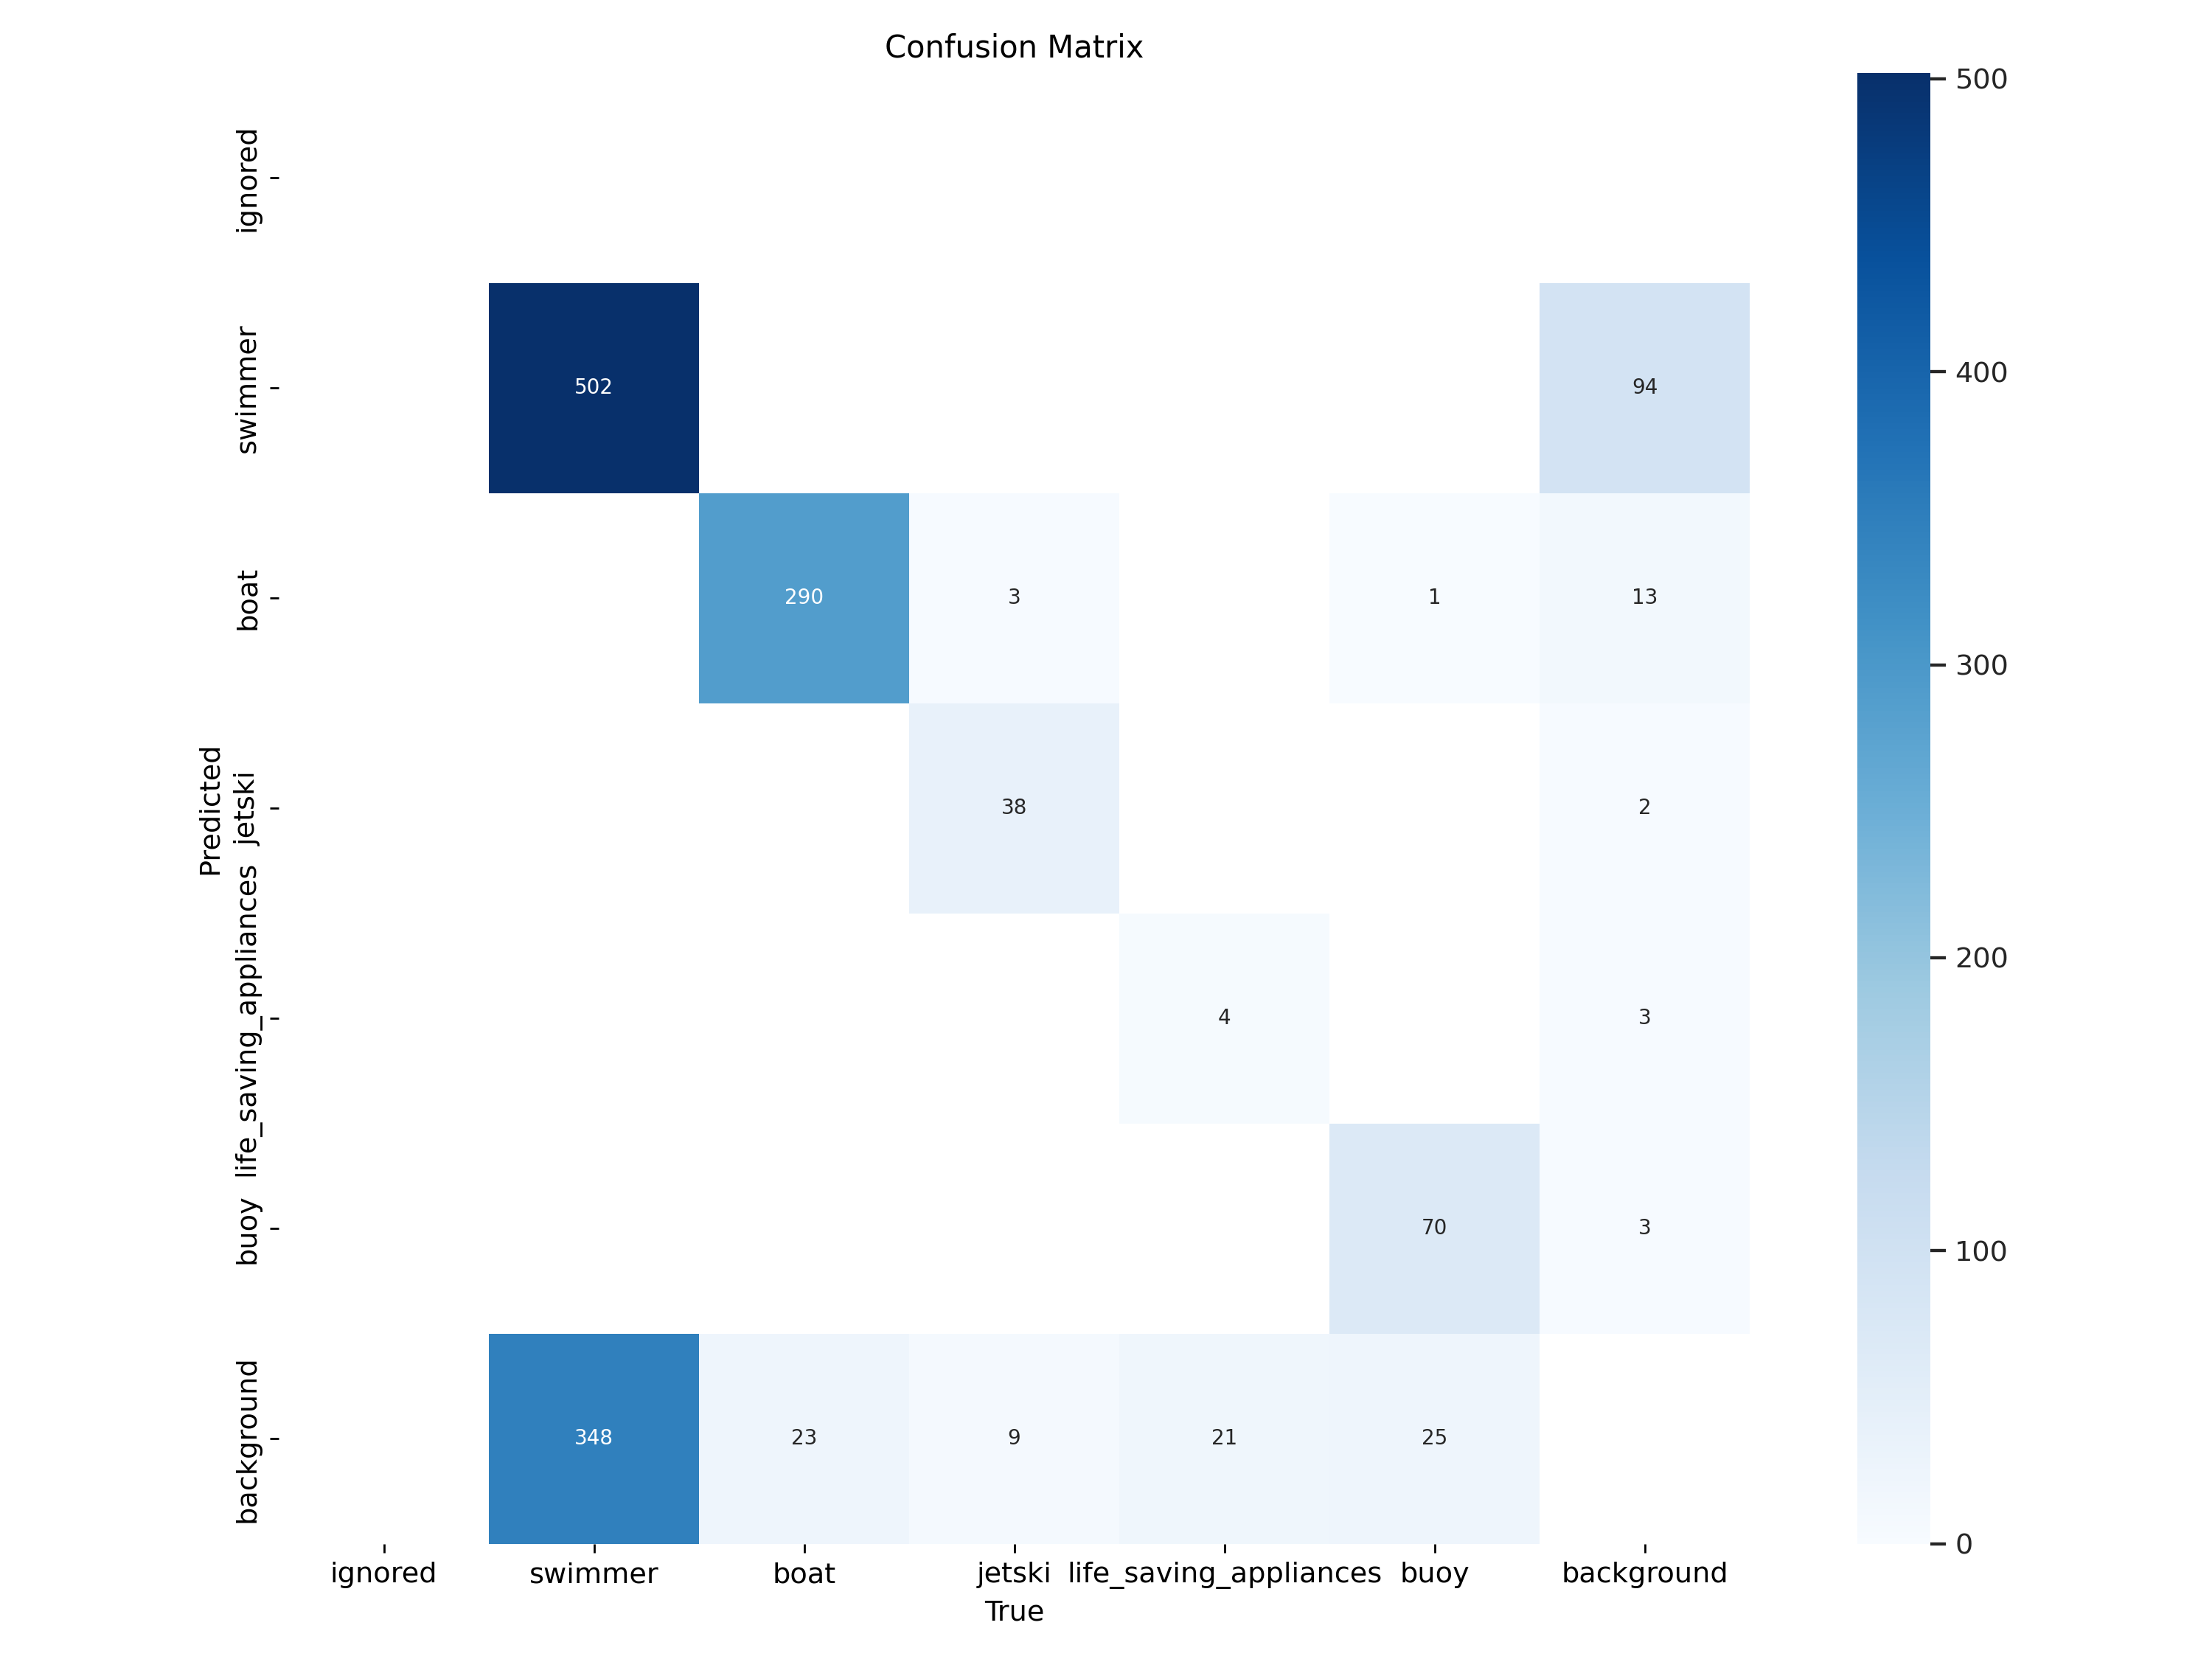 Confusion Matrix
ignored
swimmer
502
94
boat
290
3
1
13
jetski
38
2
life_saving_appliances
4
3
buoy
70
3
background
348
23
9
21
25
Predicted
ignored
swimmer
boat
jetski
life_saving_appliances
buoy
background
True
500
400
300
200
100
0